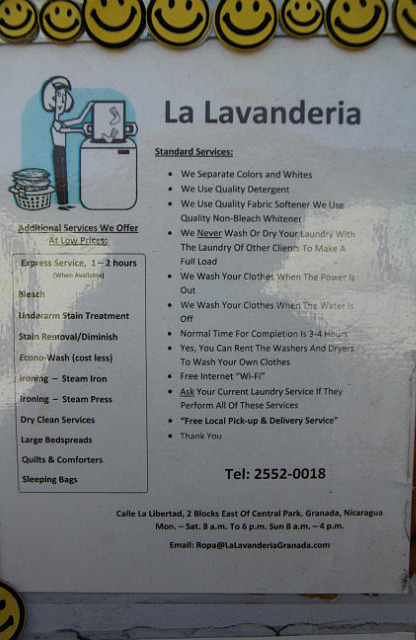 La Lavanderia
Standard Services:
• We Separate Colors and Whites
• We Use Quality Detergent
• We Use Quality Fabric Softener We Use
Quality Non-Bleach Whitener
• We Never Wash Or Dry Your Laundry With
The Laundry Of Other Clients To Make A
Full Load
• We Wash Your Clothes When The Power Is
Out
• We Wash Your Clothes When The Water Is
Off
• Normal Time For Completion Is 3-4 Hours
• Yes, You Can Rent The Washers And Dryers
To Wash Your Own Clothes
• Free Internet "Wi-Fi"
• Ask Your Current Laundry Service If They
Perform All Of These Services
• "Free Local Pick-up & Delivery Service"
• Thank You
Additional Services We Offer
At Low Prices:
Express Service, 1 – 2 hours
(When Available)
Bleach
Underarm Stain Treatment
Stain Removal/Diminish
Econo-Wash (cost less)
Ironing – Steam Iron
Ironing – Steam Press
Dry Clean Services
Large Bedspreads
Quilts & Comforters
Sleeping Bags
Tel: 2552-0018
Calle La Libertad, 2 Blocks East Of Central Park. Granada, Nicaragua
Mon. – Sat. 8 a.m. To 6 p.m. Sun 8 a.m. – 4 p.m.
Email: Ropa@LaLavanderiaGranada.com